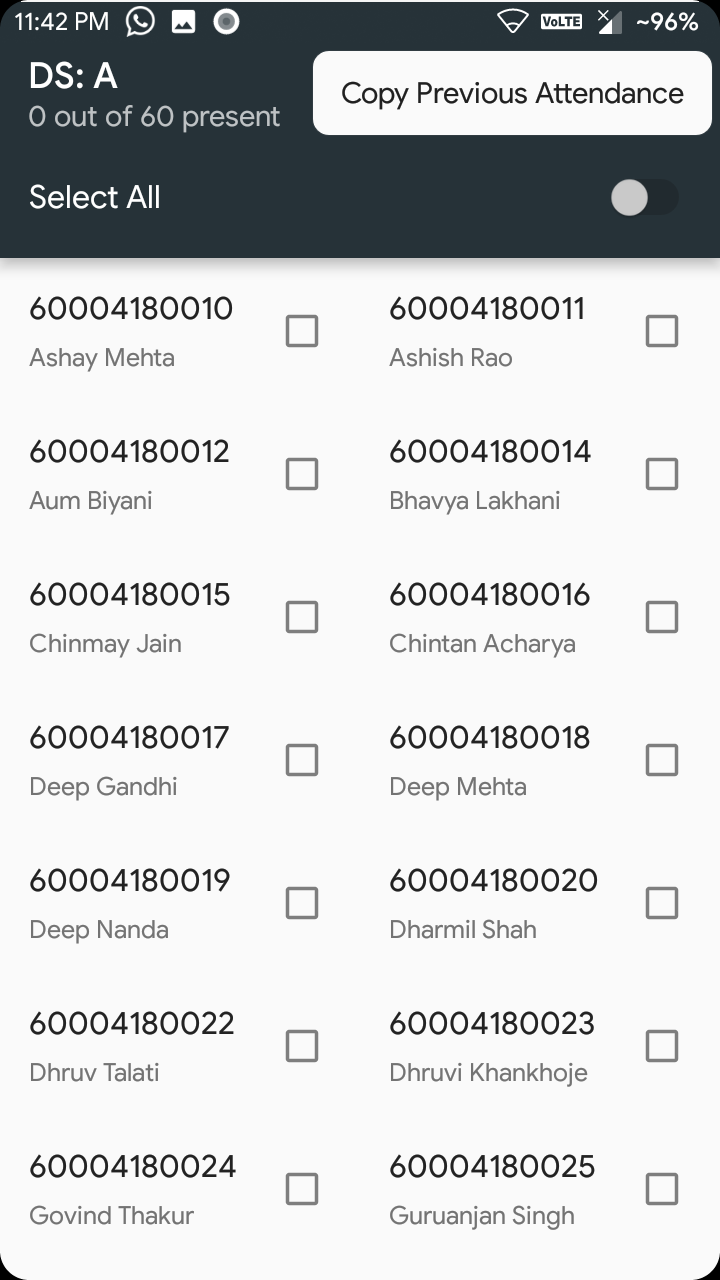 11:42 PM VoLTE ~96%
DS: A
0 out of 60 present
Copy Previous Attendance
Select All
60004180010
Ashay Mehta
60004180011
Ashish Rao
60004180012
Aum Biyani
60004180014
Bhavya Lakhani
60004180015
Chinmay Jain
60004180016
Chintan Acharya
60004180017
Deep Gandhi
60004180018
Deep Mehta
60004180019
Deep Nanda
60004180020
Dharmil Shah
60004180022
Dhruv Talati
60004180023
Dhruvi Khankhoje
60004180024
Govind Thakur
60004180025
Guruanjan Singh